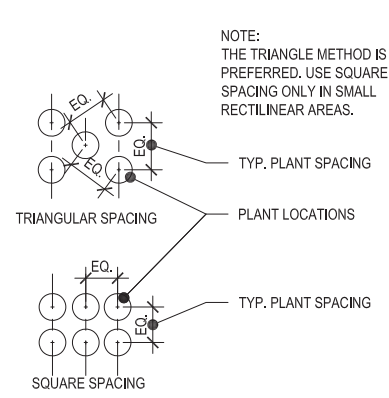 NOTE:
THE TRIANGLE METHOD IS
PREFERRED. USE SQUARE
SPACING ONLY IN SMALL
RECTILINEAR AREAS.
EQ.
EQ.
EQ.
TYP. PLANT SPACING
TRIANGULAR SPACING
PLANT LOCATIONS
EQ.
EQ.
TYP. PLANT SPACING
SQUARE SPACING